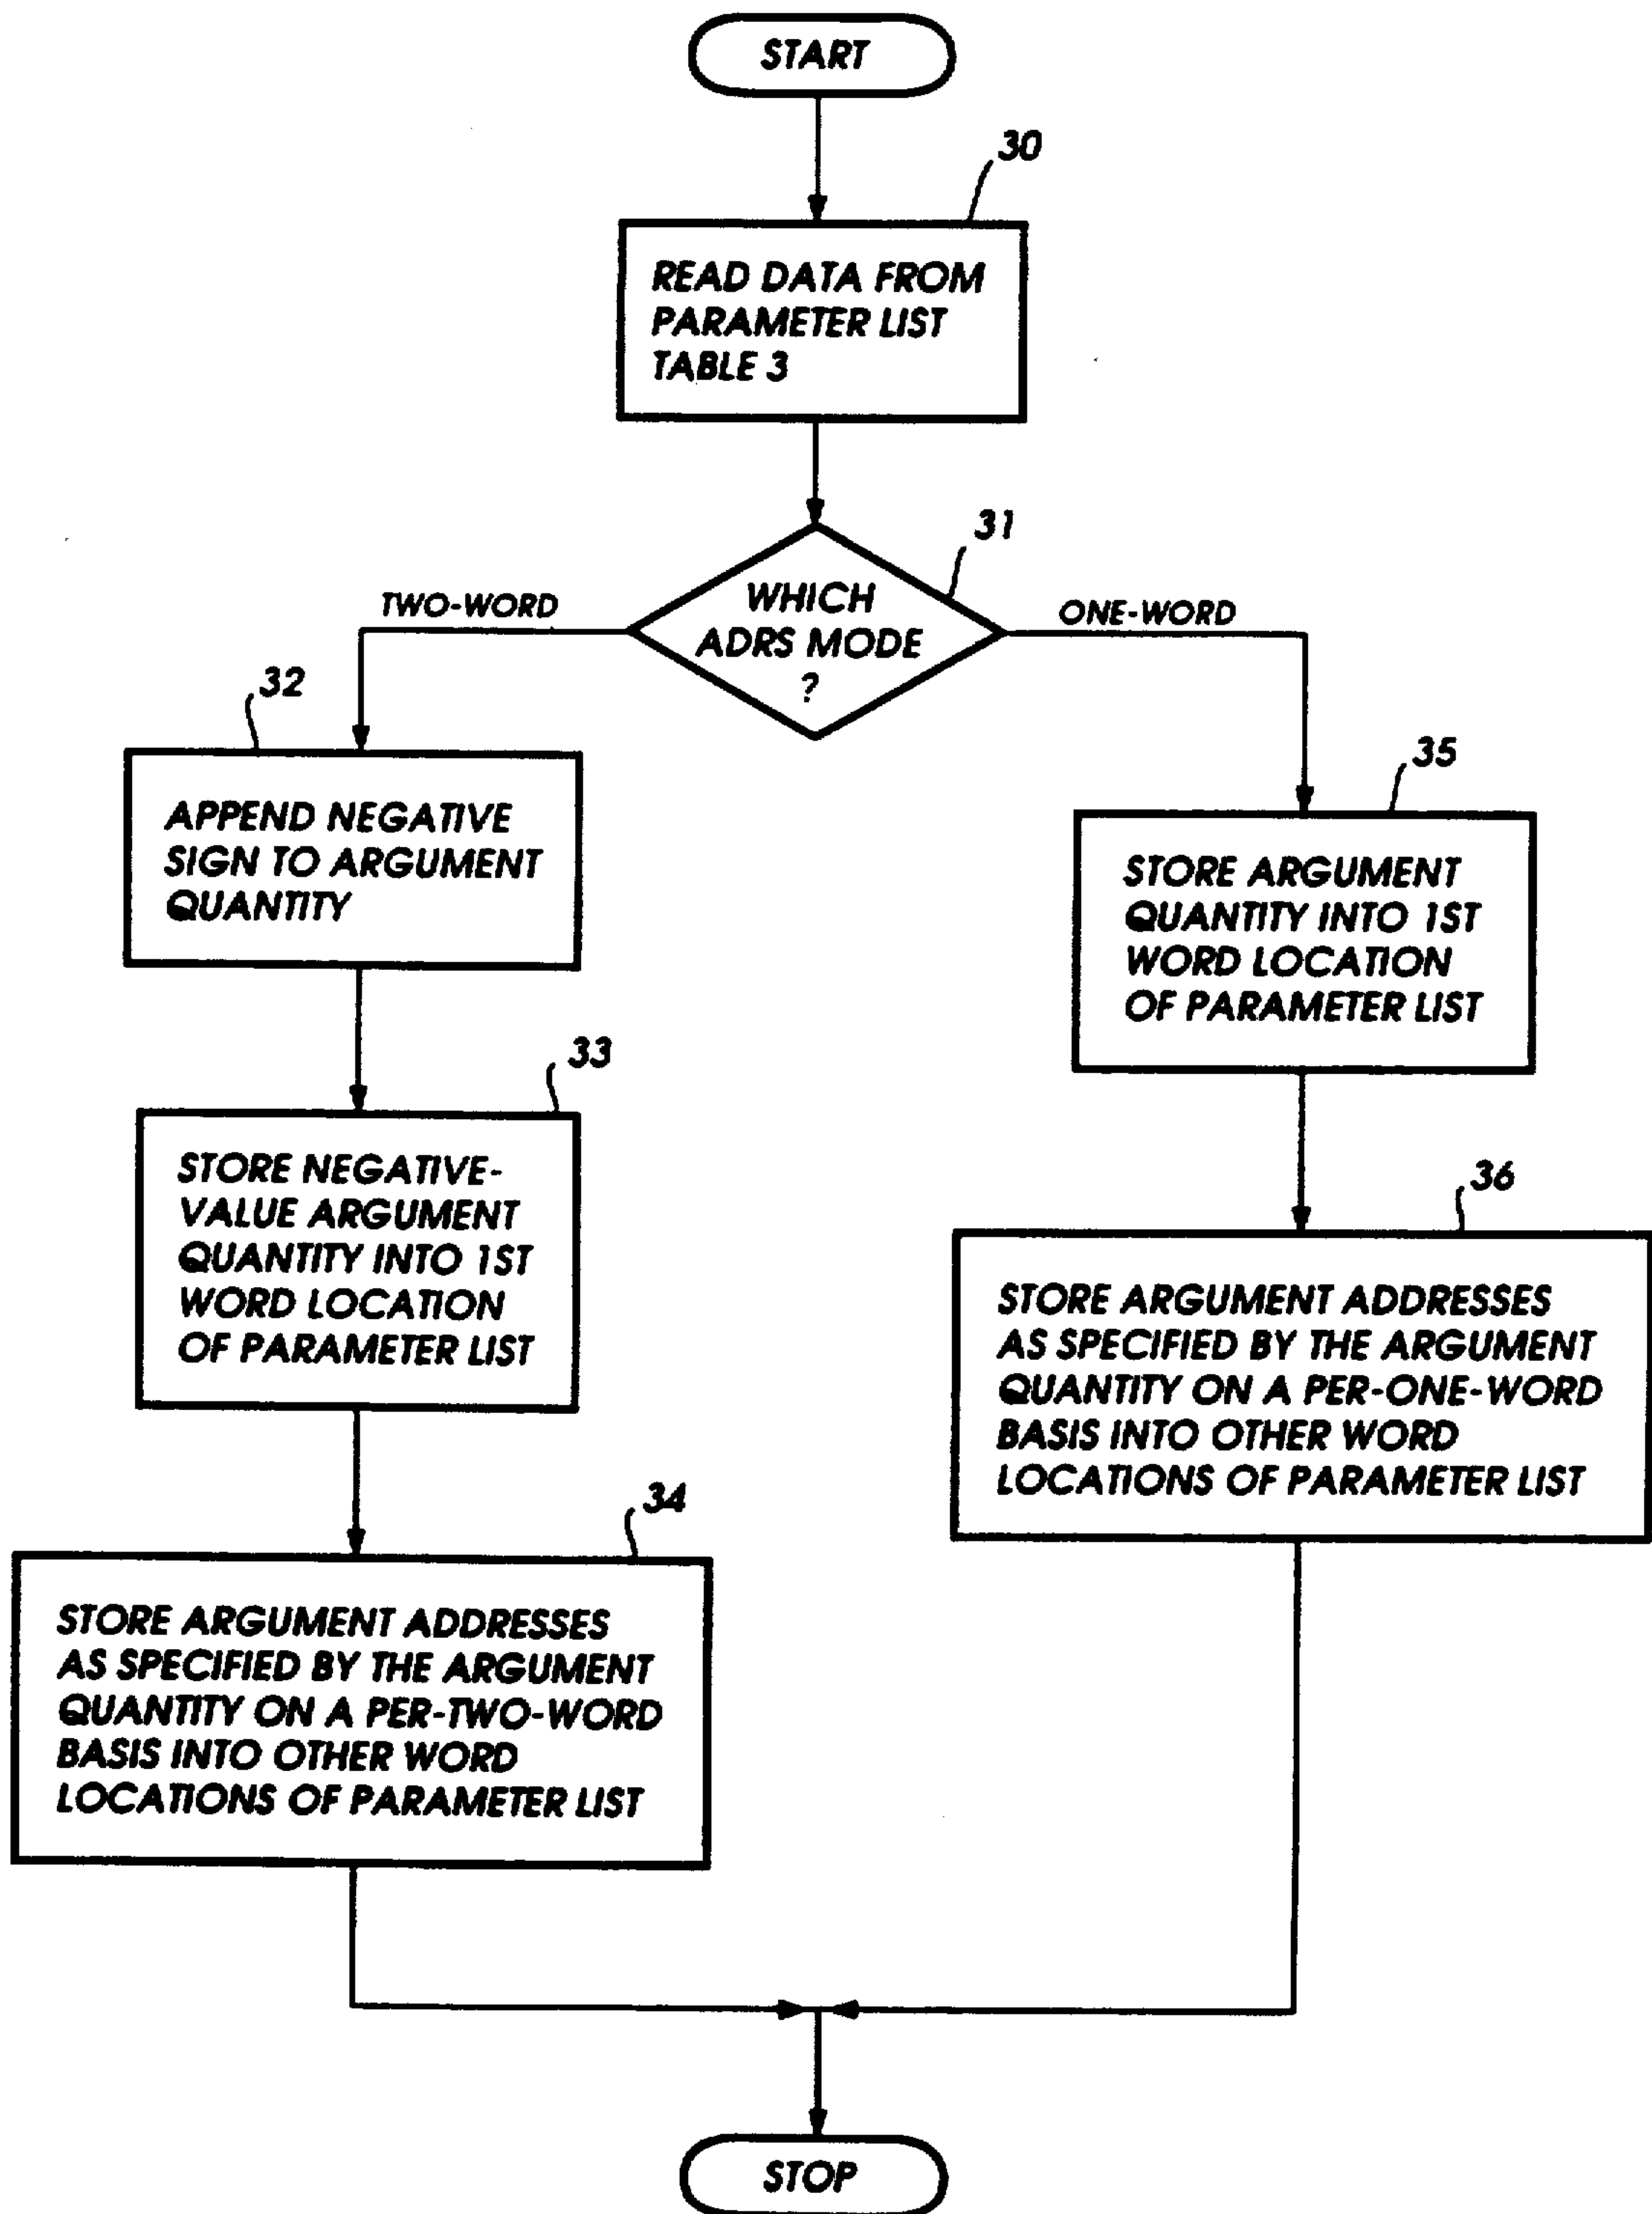 START
30
READ DATA FROM
PARAMETER LIST
TABLE 3
31
WHICH
ADRS MODE
?
TWO-WORD
ONE-WORD
32
APPEND NEGATIVE
SIGN TO ARGUMENT
QUANTITY
33
STORE NEGATIVE-
VALUE ARGUMENT
QUANTITY INTO 1ST
WORD LOCATION
OF PARAMETER LIST
34
STORE ARGUMENT ADDRESSES
AS SPECIFIED BY THE ARGUMENT
QUANTITY ON A PER-TWO-WORD
BASIS INTO OTHER WORD
LOCATIONS OF PARAMETER LIST
35
STORE ARGUMENT
QUANTITY INTO 1ST
WORD LOCATION
OF PARAMETER LIST
36
STORE ARGUMENT ADDRESSES
AS SPECIFIED BY THE ARGUMENT
QUANTITY ON A PER-ONE-WORD
BASIS INTO OTHER WORD
LOCATIONS OF PARAMETER LIST
STOP